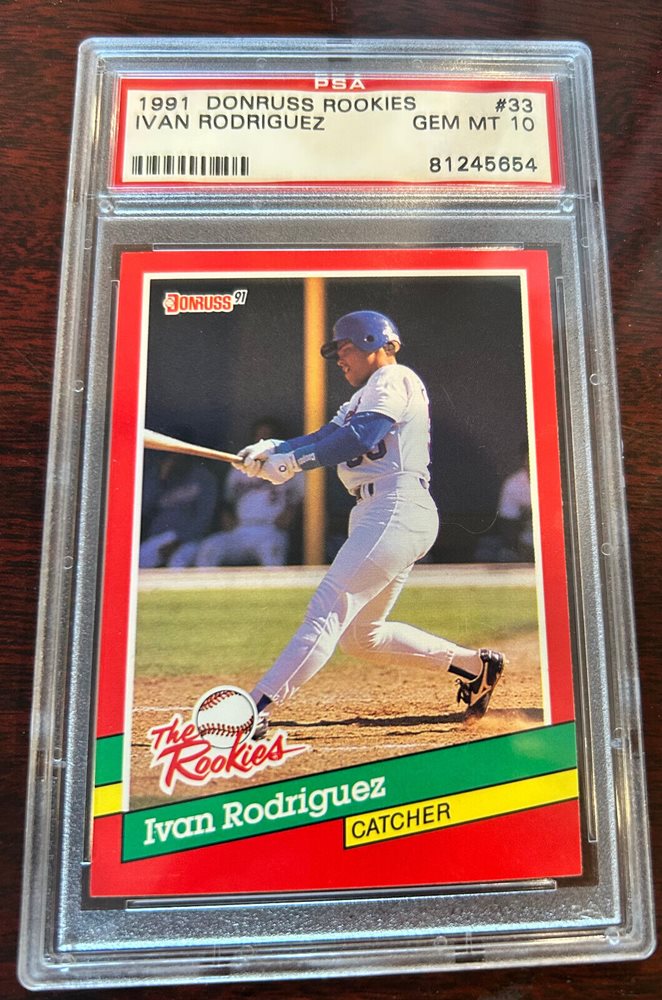 PSA
1991 DONRUSS ROOKIES #33
IVAN RODRIGUEZ GEM MT 10
81245654
DONRUSS 91
The
Rookies
Ivan Rodriguez
CATCHER